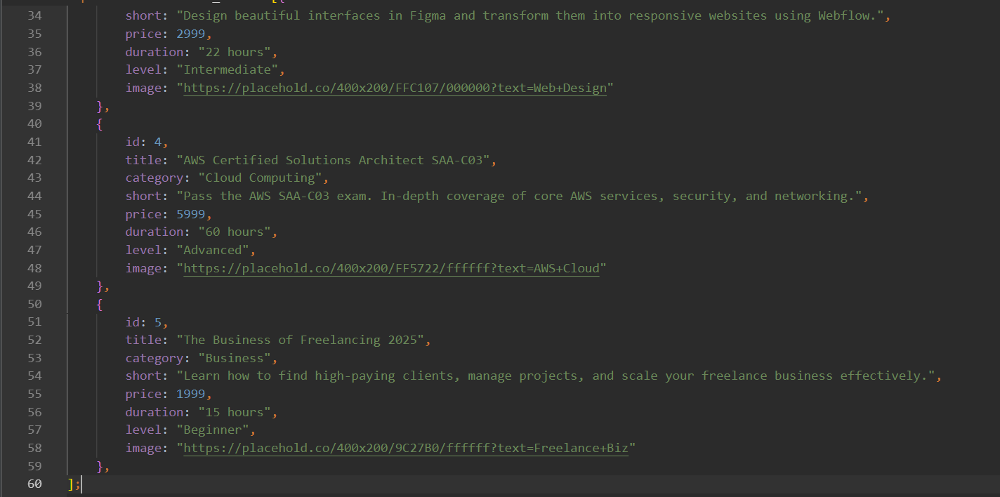 34 short: "Design beautiful interfaces in Figma and transform them into responsive websites using Webflow.",
35 price: 2999,
36 duration: "22 hours",
37 level: "Intermediate",
38 image: "https://placehold.co/400x200/FFC107/000000?text=Web+Design"
39 },
40 {
41 id: 4,
42 title: "AWS Certified Solutions Architect SAA-C03",
43 category: "Cloud Computing",
44 short: "Pass the AWS SAA-C03 exam. In-depth coverage of core AWS services, security, and networking.",
45 price: 5999,
46 duration: "60 hours",
47 level: "Advanced",
48 image: "https://placehold.co/400x200/FF5722/ffffff?text=AWS+Cloud"
49 },
50 {
51 id: 5,
52 title: "The Business of Freelancing 2025",
53 category: "Business",
54 short: "Learn how to find high-paying clients, manage projects, and scale your freelance business effectively.",
55 price: 1999,
56 duration: "15 hours",
57 level: "Beginner",
58 image: "https://placehold.co/400x200/9C27B0/ffffff?text=Freelance+Biz"
59 },
60 ];